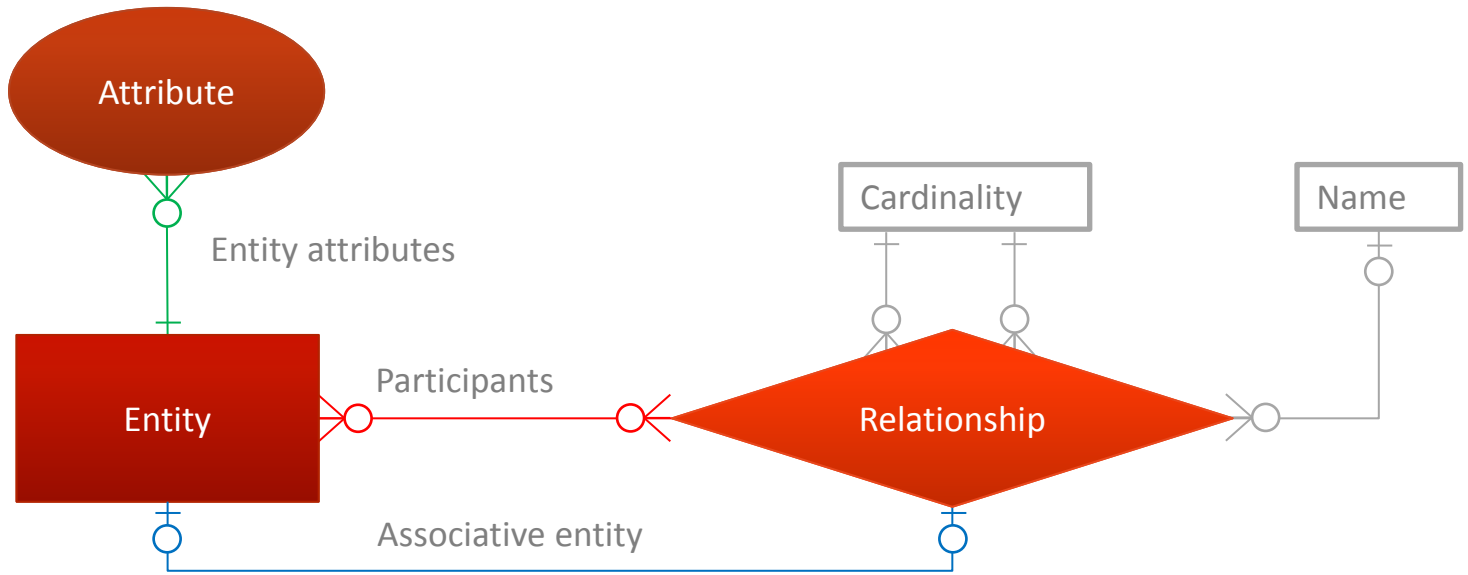 Attribute
Cardinality
Name
Entity attributes
Participants
Entity
Relationship
Associative entity